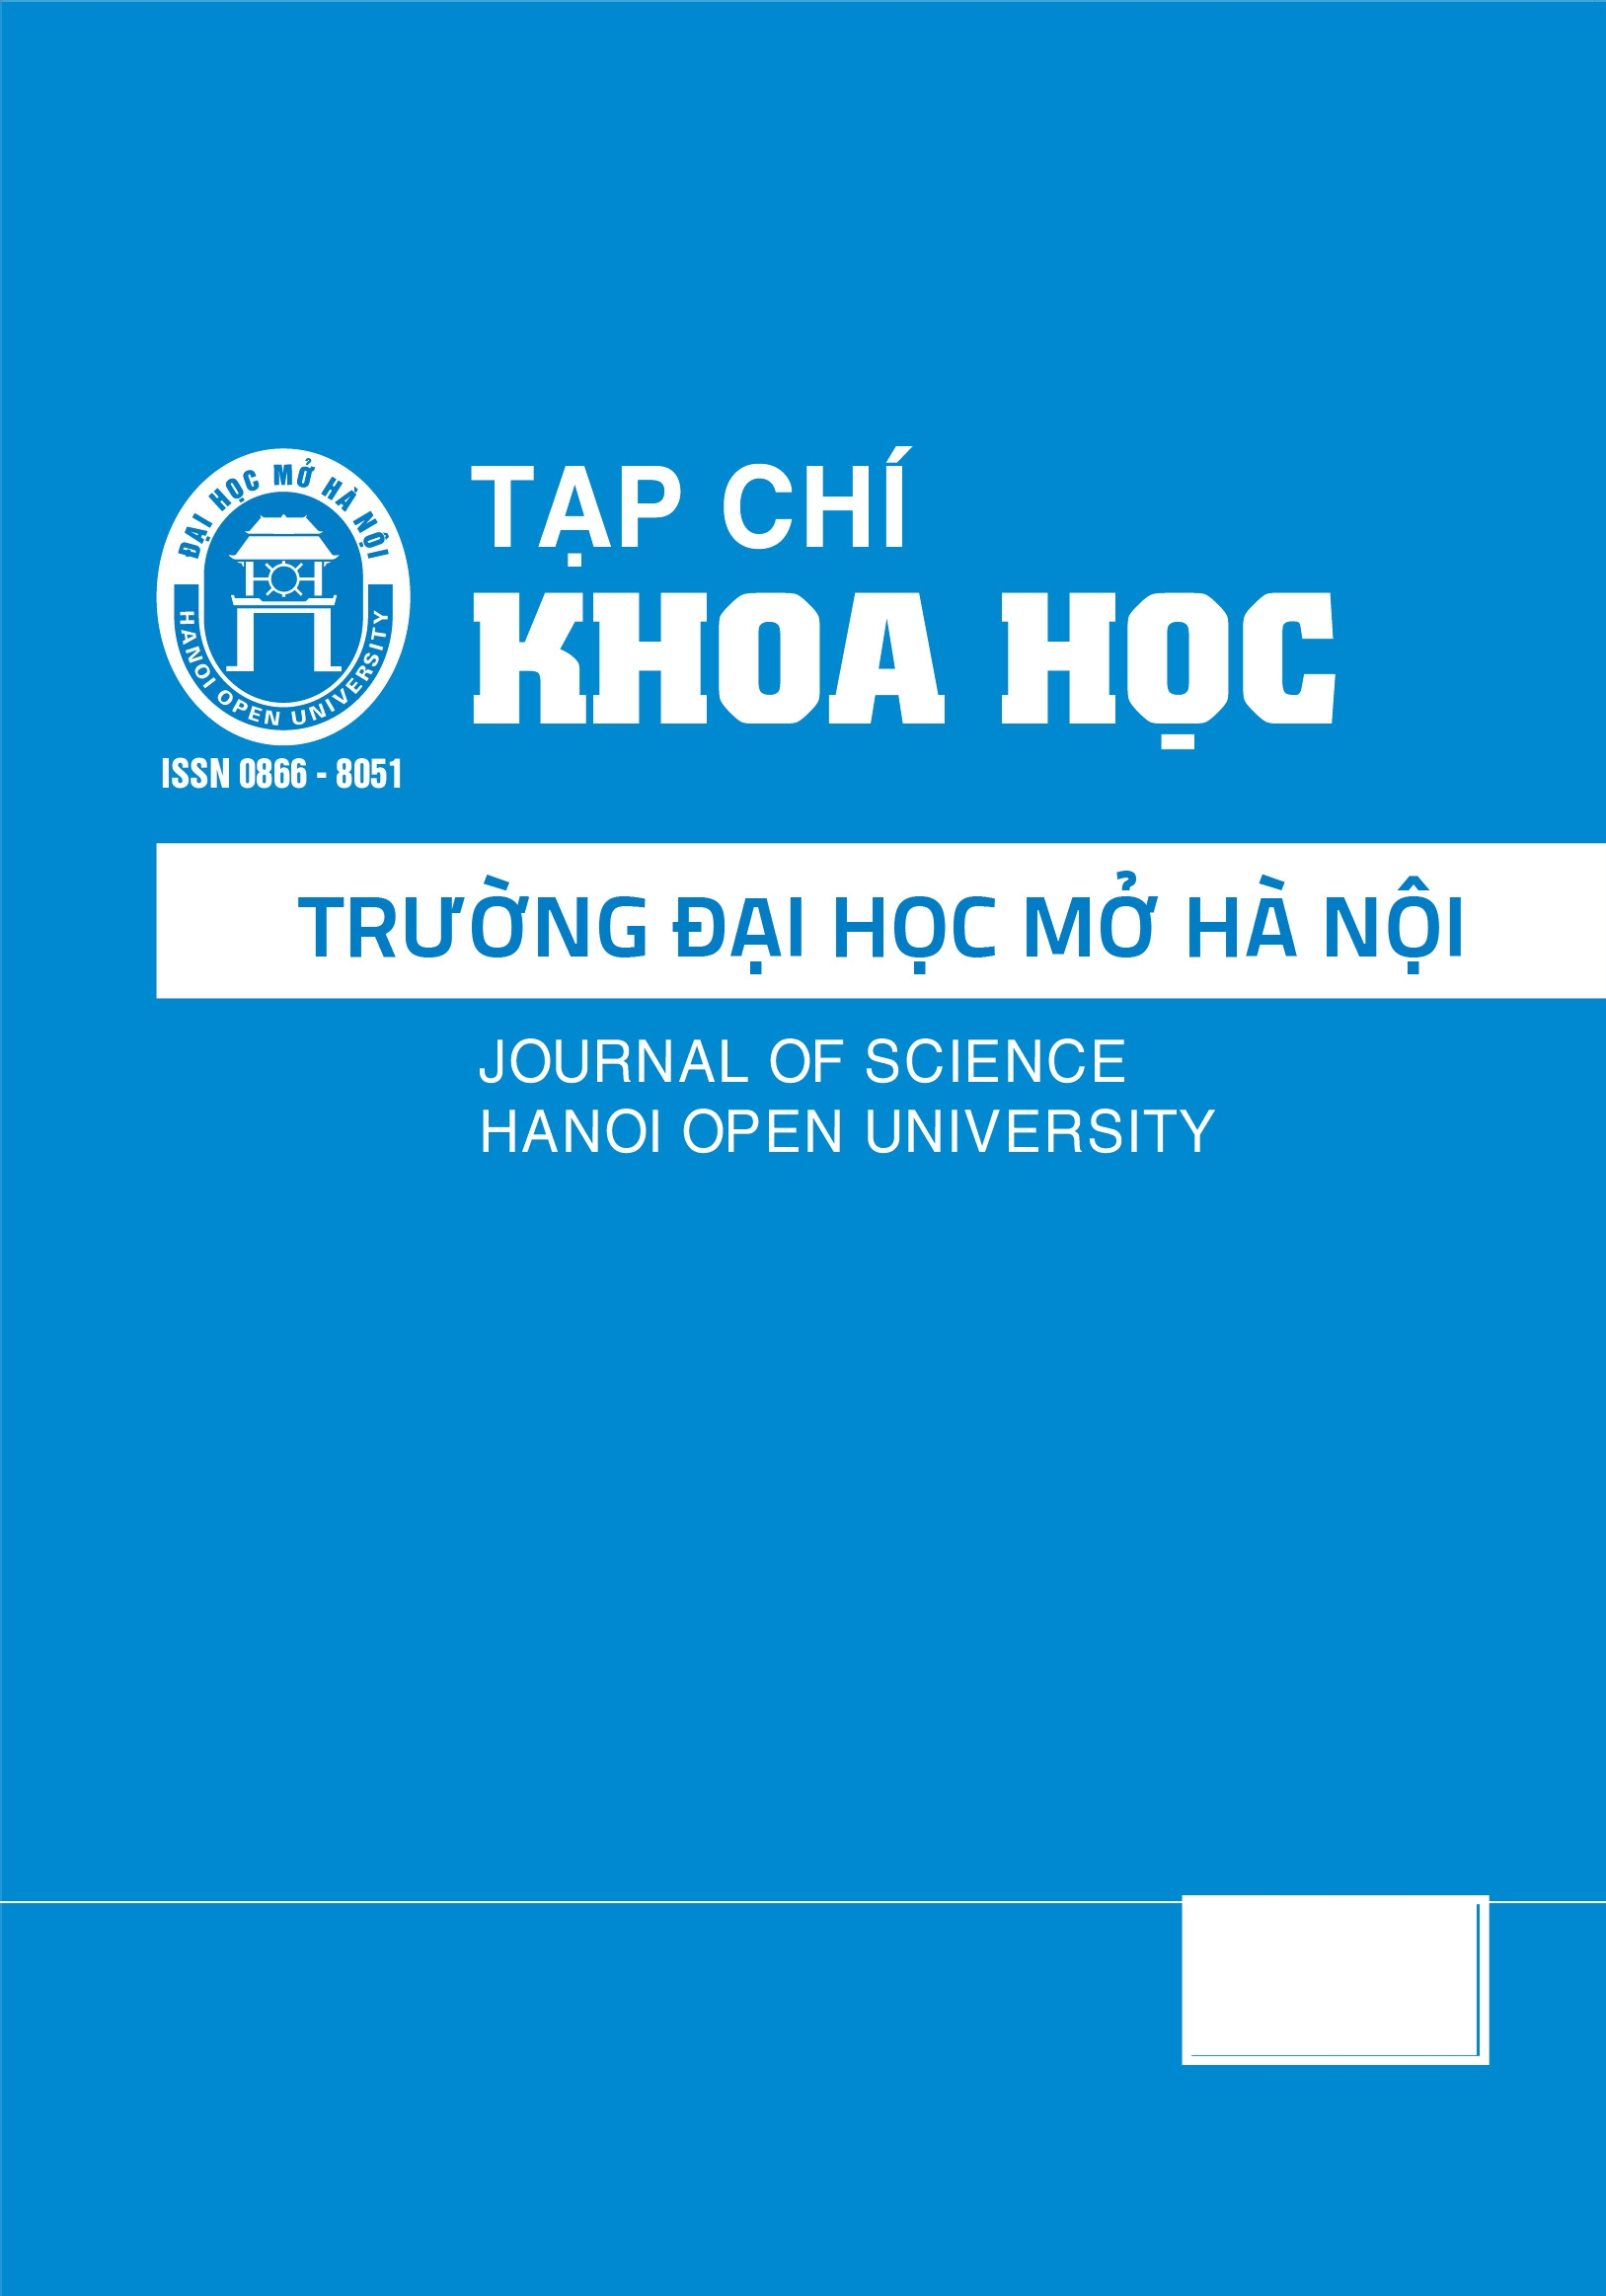 ĐẠI HỌC MỞ HÀ NỘI
HANOI OPEN UNIVERSITY
ISSN 0866 - 8051
TẠP CHÍ
KHOA HỌC
TRƯỜNG ĐẠI HỌC MỞ HÀ NỘI
JOURNAL OF SCIENCE
HANOI OPEN UNIVERSITY